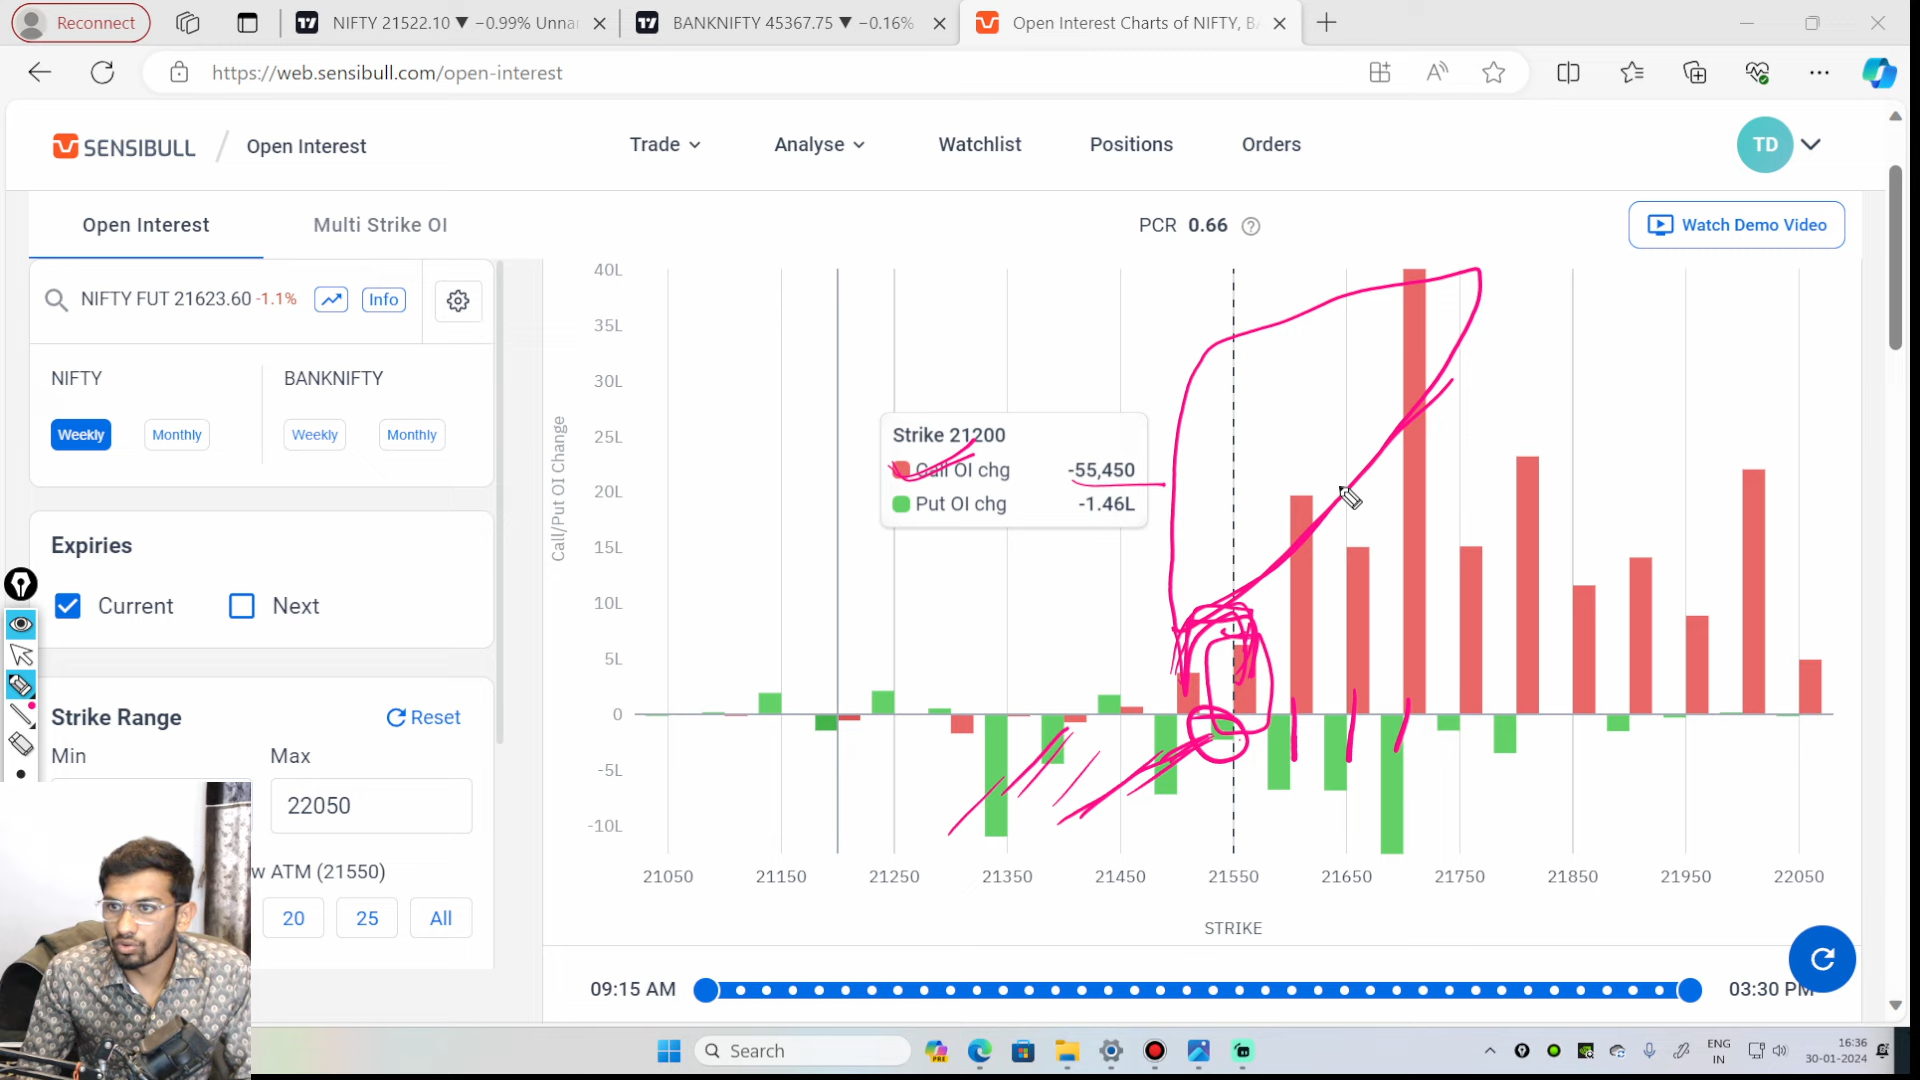 Reconnect
NIFTY 21522.10 ▼ −0.99% Unna
BANKNIFTY 45367.75 ▼ −0.16%
Open Interest Charts of NIFTY, BA
https://web.sensibull.com/open-interest
SENSIBULL / Open Interest
Trade
Analyse
Watchlist
Positions
Orders
TD
Open Interest
Multi Strike OI
PCR 0.66
Watch Demo Video
NIFTY FUT 21623.60 -1.1%
Info
NIFTY
BANKNIFTY
Weekly
Monthly
Weekly
Monthly
Expiries
Current
Next
Strike Range
Reset
Min
Max
22050
w ATM (21550)
20
25
All
Call/Put OI Change
40L
35L
30L
25L
20L
15L
10L
5L
0
-5L
-10L
Strike 21200
Call OI chg -55,450
Put OI chg -1.46L
21050 21150 21250 21350 21450 21550 21650 21750 21850 21950 22050
STRIKE
09:15 AM
03:30 PM
Search
PRE
ENG
IN
16:36
30-01-2024